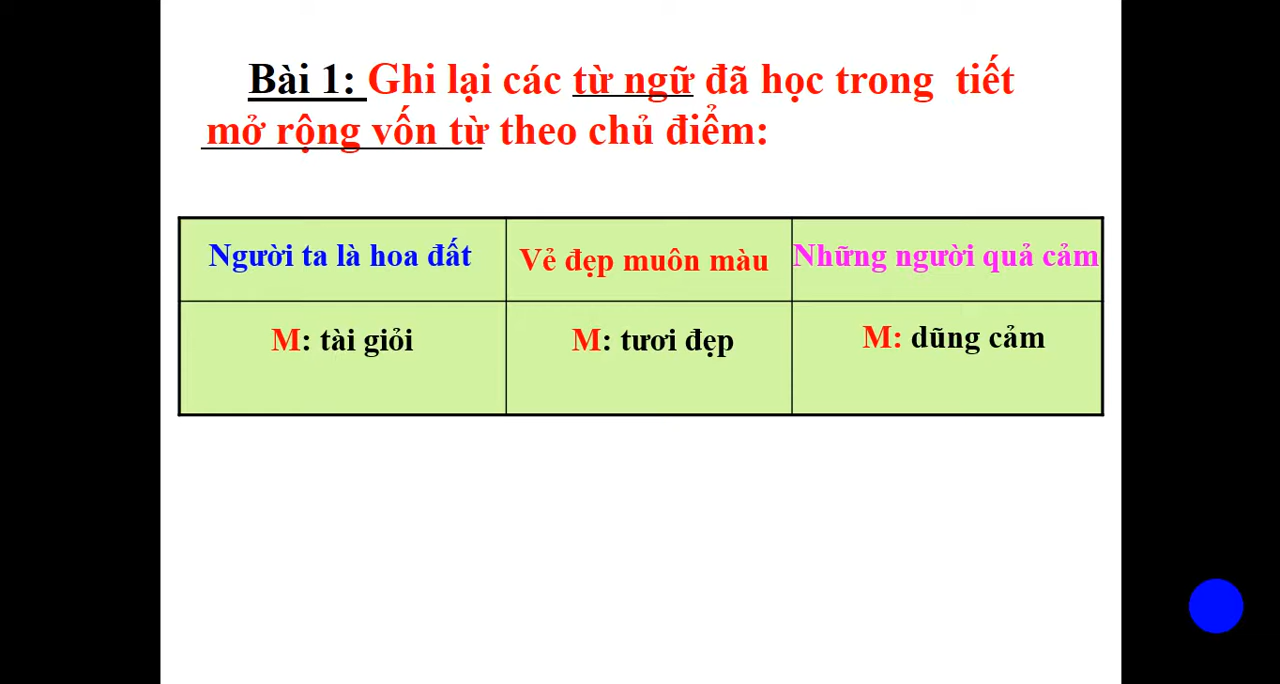 Bài 1: Ghi lại các từ ngữ đã học trong tiết
mở rộng vốn từ theo chủ điểm:
Người ta là hoa đất
Vẻ đẹp muôn màu
Những người quả cảm
M: tài giỏi
M: tươi đẹp
M: dũng cảm